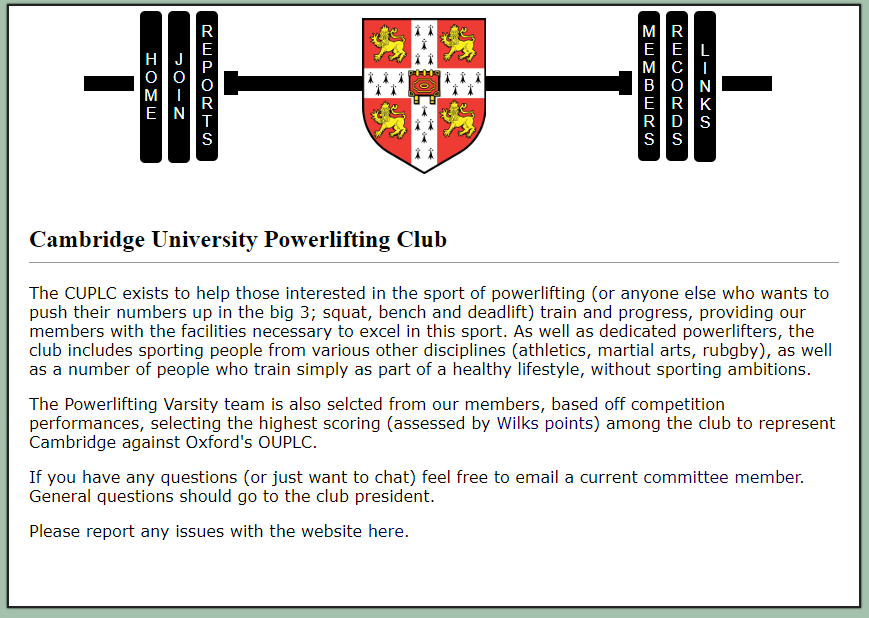 HOME
JOIN
REPORTS
MEMBERS
RECORDS
LINKS
Cambridge University Powerlifting Club
The CUPLC exists to help those interested in the sport of powerlifting (or anyone else who wants to
push their numbers up in the big 3; squat, bench and deadlift) train and progress, providing our
members with the facilities necessary to excel in this sport. As well as dedicated powerlifters, the
club includes sporting people from various other disciplines (athletics, martial arts, rubgby), as well
as a number of people who train simply as part of a healthy lifestyle, without sporting ambitions.
The Powerlifting Varsity team is also selcted from our members, based off competition
performances, selecting the highest scoring (assessed by Wilks points) among the club to represent
Cambridge against Oxford's OUPLC.
If you have any questions (or just want to chat) feel free to email a current committee member.
General questions should go to the club president.
Please report any issues with the website here.